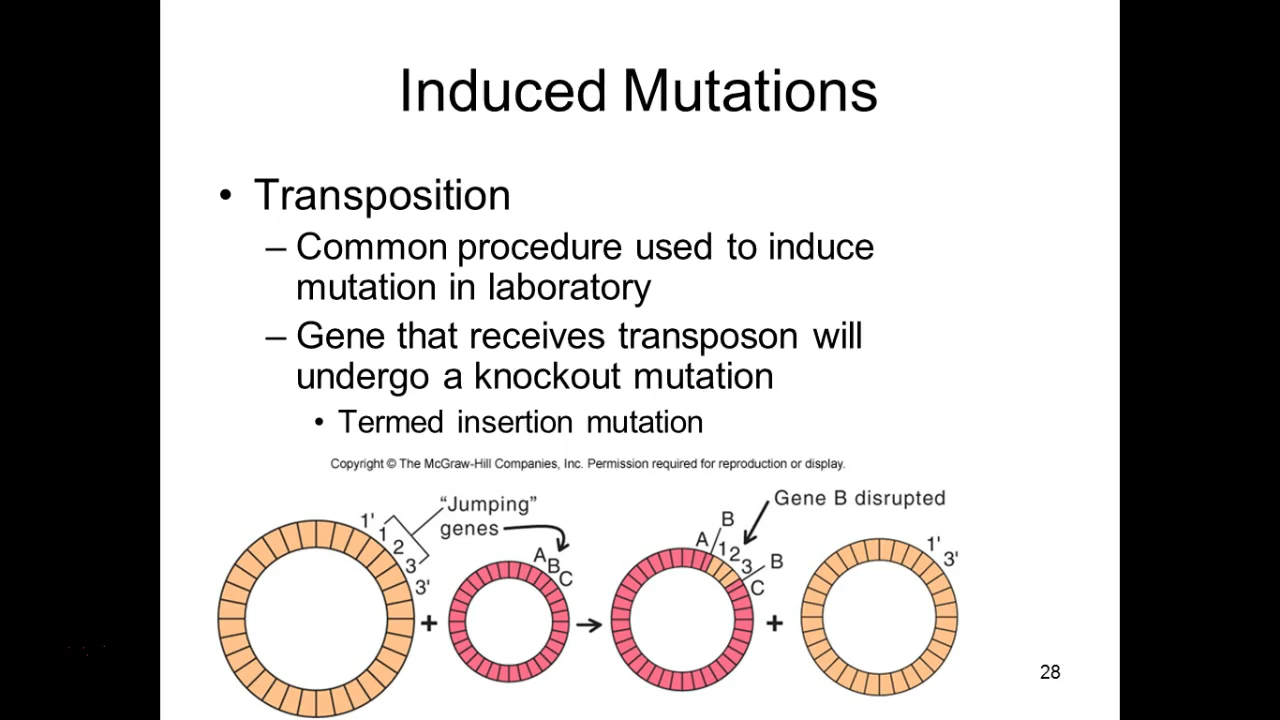 Induced Mutations
• Transposition
– Common procedure used to induce
mutation in laboratory
– Gene that receives transposon will
undergo a knockout mutation
• Termed insertion mutation
Copyright © The McGraw-Hill Companies, Inc. Permission required for reproduction or display.
"Jumping"
genes
Gene B disrupted
1'
1
2
3
3'
A
B
C
A
B
1
2
3
B
C
1'
3'
+
→
+
28